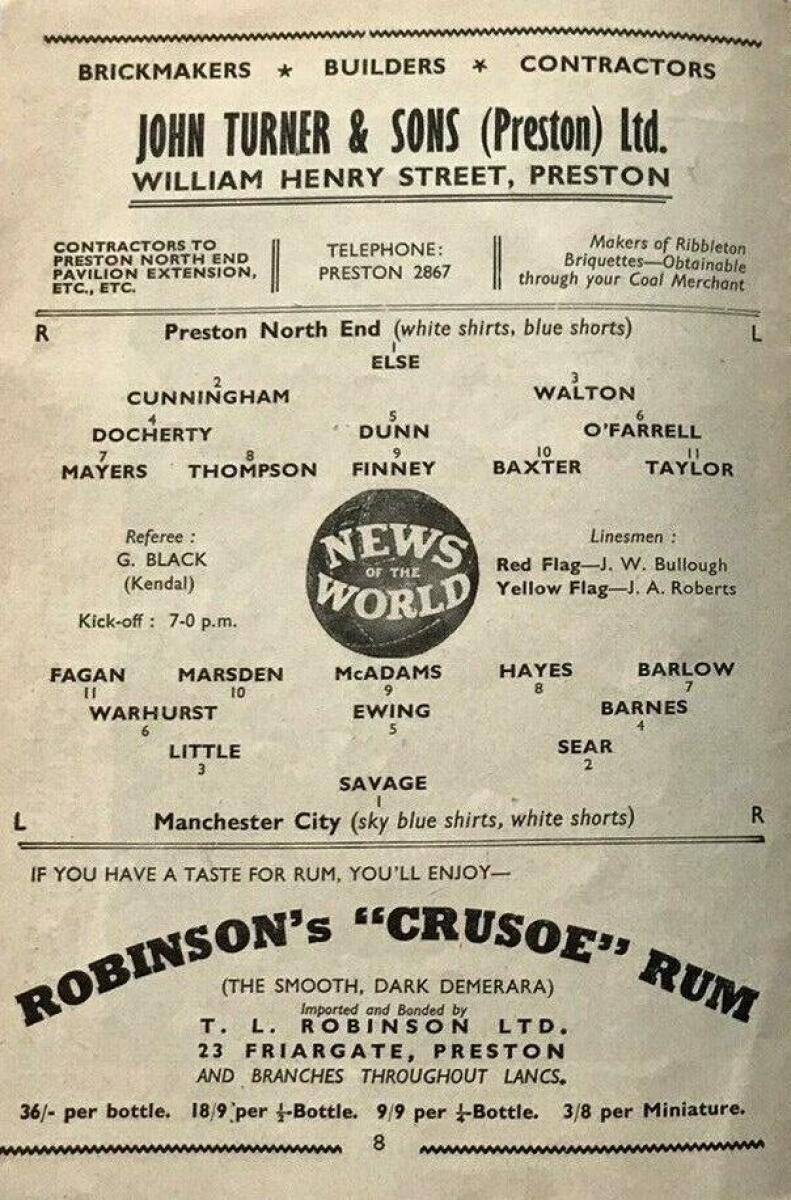 BRICKMAKERS ★ BUILDERS ★ CONTRACTORS
JOHN TURNER & SONS (Preston) Ltd.
WILLIAM HENRY STREET, PRESTON
CONTRACTORS TO
PRESTON NORTH END
PAVILION EXTENSION,
ETC., ETC.
TELEPHONE:
PRESTON 2867
Makers of Ribbleton
Briquettes—Obtainable
through your Coal Merchant
R Preston North End (white shirts, blue shorts) L
1
ELSE
2 3
CUNNINGHAM WALTON
4 5 6
DOCHERTY DUNN O'FARRELL
7 8 9 10 11
MAYERS THOMPSON FINNEY BAXTER TAYLOR
Referee :
G. BLACK
(Kendal)
Kick-off : 7-0 p.m.
NEWS
OF THE
WORLD
Linesmen :
Red Flag—J. W. Bullough
Yellow Flag—J. A. Roberts
FAGAN MARSDEN McADAMS HAYES BARLOW
11 10 9 8 7
WARHURST EWING BARNES
6 5 4
LITTLE SEAR
3 2
SAVAGE
1
L Manchester City (sky blue shirts, white shorts) R
IF YOU HAVE A TASTE FOR RUM, YOU'LL ENJOY—
ROBINSON's "CRUSOE" RUM
(THE SMOOTH, DARK DEMERARA)
Imported and Bonded by
T. L. ROBINSON LTD.
23 FRIARGATE, PRESTON
AND BRANCHES THROUGHOUT LANCS.
36/- per bottle. 18/9 per ½-Bottle. 9/9 per ¼-Bottle. 3/8 per Miniature.
8